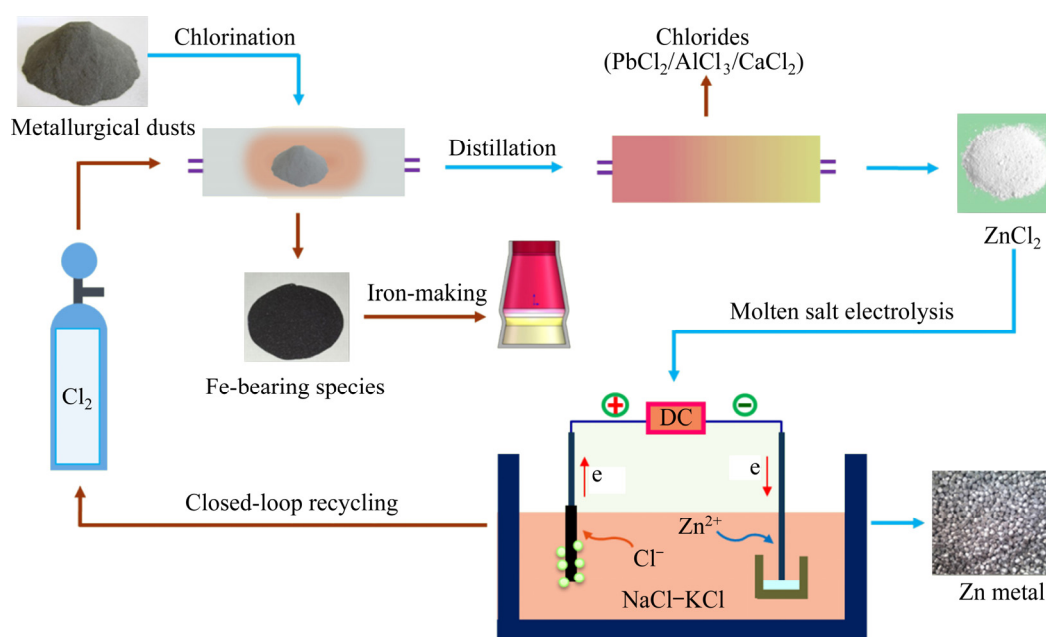 Chlorination
Metallurgical dusts
Distillation
Chlorides
(PbCl₂/AlCl₃/CaCl₂)
ZnCl₂
Iron-making
Fe-bearing species
Molten salt electrolysis
Cl₂
Closed-loop recycling
+
DC
−
e
e
Zn²⁺
Cl⁻
NaCl−KCl
Zn metal